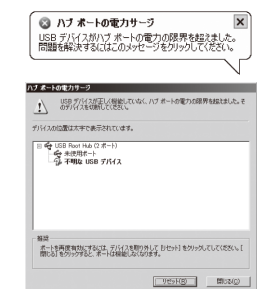 ハブ ポートの電力サージ
USB デバイスがハブ ポートの電力の限界を超えました。
問題を解決するにはこのメッセージをクリックしてください。
ハブ ポートの電力サージ
USB デバイスが正しく機能していなく、ハブ ポートの電力の限界を超えました。そ
のデバイスを切断してください。
デバイスの位置は太字で表示されています。
USB Root Hub (2 ポート)
未使用ポート
不明な USB デバイス
推奨
ポートを再度有効にするには、デバイスを取り外して [リセット] をクリックしてください。[
閉じる] をクリックすると、ポートは機能しなくなります。
リセット(R)
閉じる(C)